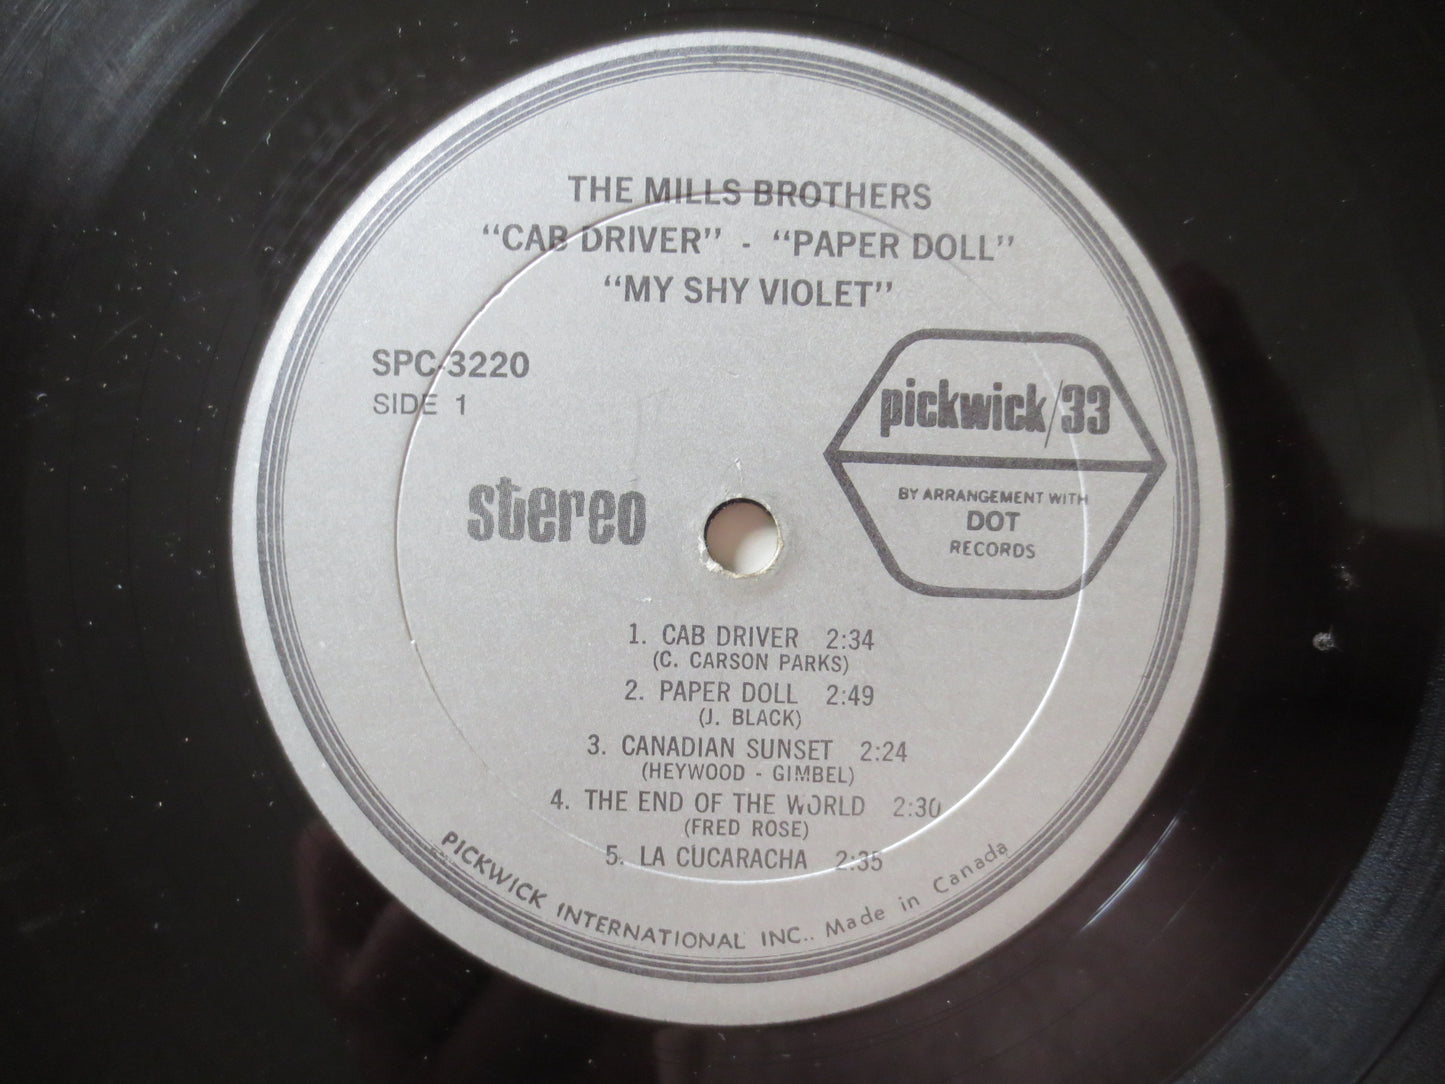 THE MILLS BROTHERS
"CAB DRIVER" - "PAPER DOLL"
"MY SHY VIOLET"
SPC-3220
SIDE 1
pickwick/33
BY ARRANGEMENT WITH
DOT
RECORDS
stereo
1. CAB DRIVER 2:34
(C. CARSON PARKS)
2. PAPER DOLL 2:49
(J. BLACK)
3. CANADIAN SUNSET 2:24
(HEYWOOD - GIMBEL)
4. THE END OF THE WORLD 2:30
(FRED ROSE)
5. LA CUCARACHA 2:35
PICKWICK INTERNATIONAL INC.. Made in Canada